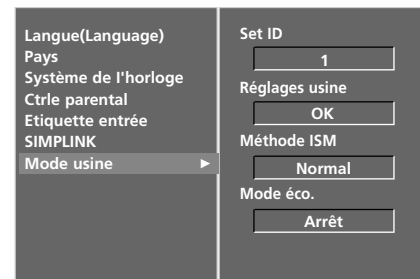 Langue(Language)
Pays
Système de l'horloge
Ctrle parental
Etiquette entrée
SIMPLINK
Mode usine ►
Set ID
1
Réglages usine
OK
Méthode ISM
Normal
Mode éco.
Arrêt